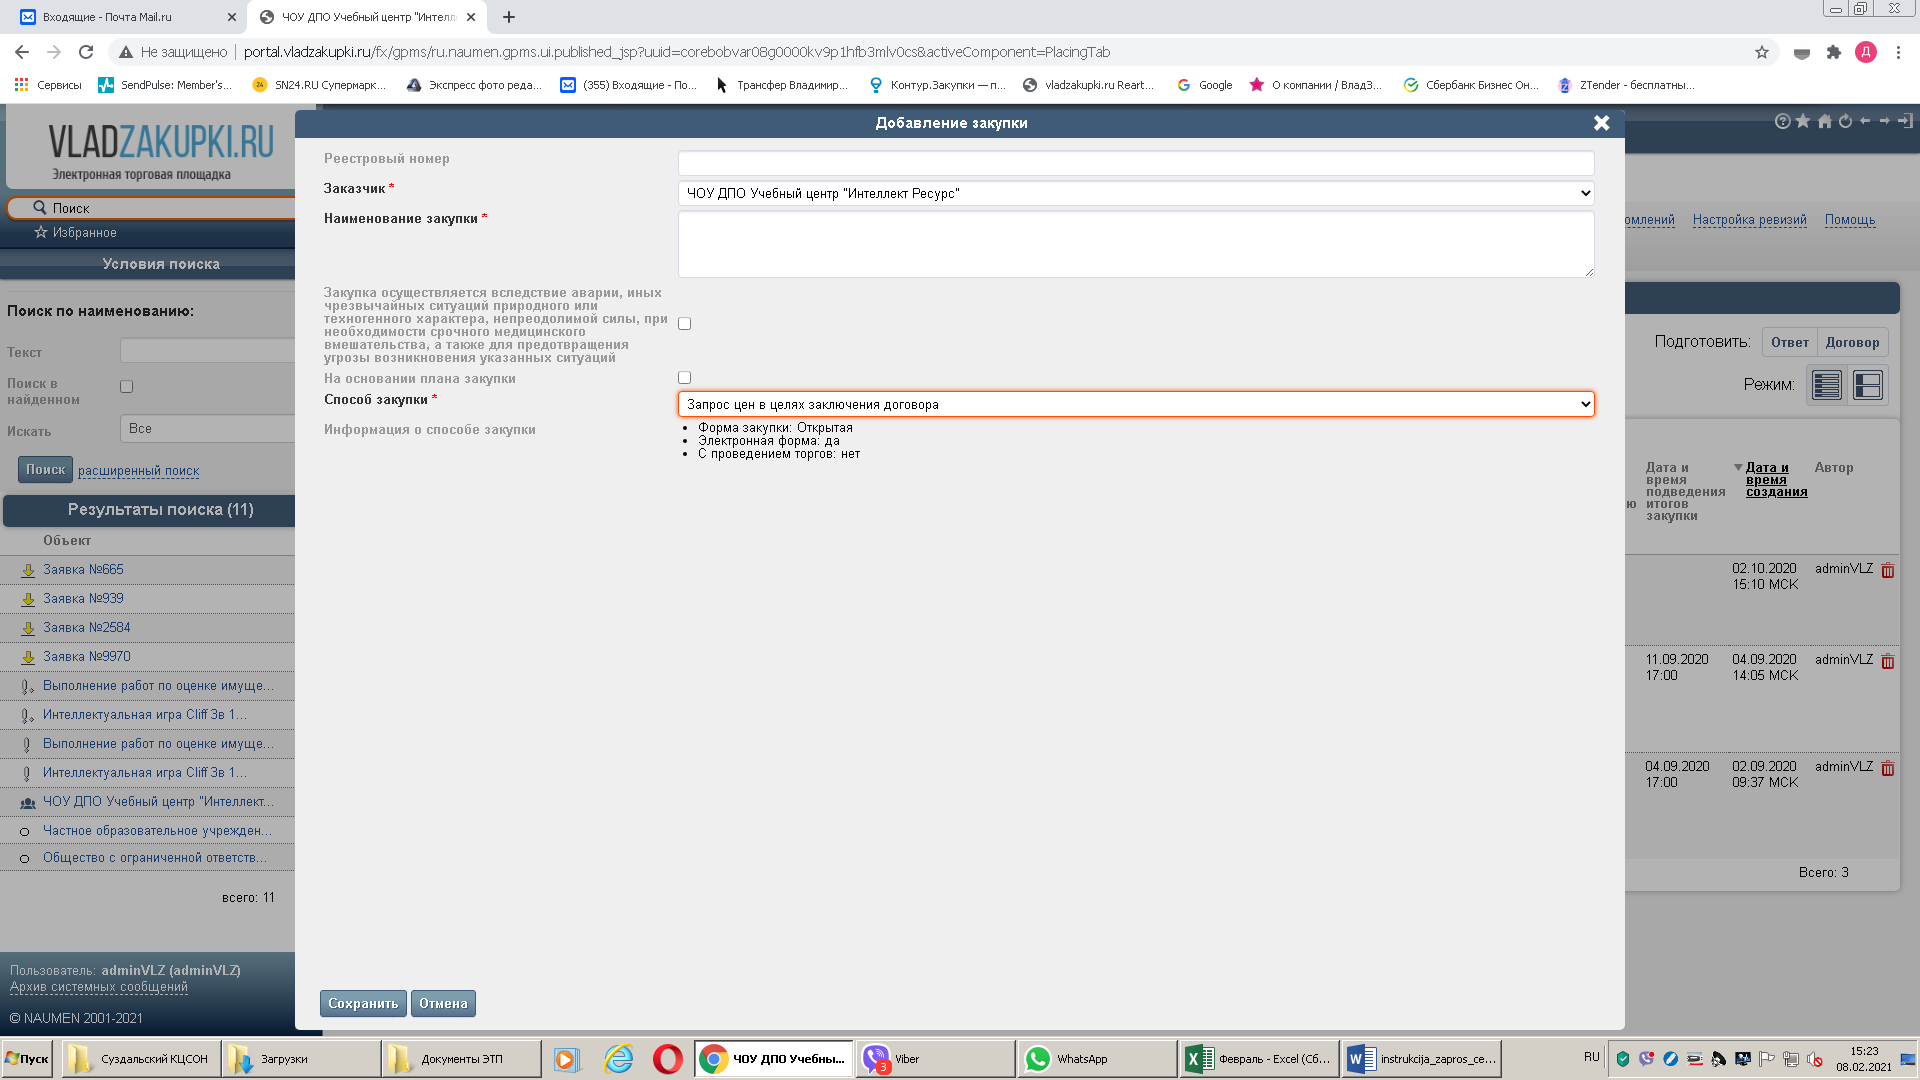 Входящие - Почта Mail.ru
ЧОУ ДПО Учебный центр "Интелл
Не защищено
portal.vladzakupki.ru/fx/gpms/ru.naumen.gpms.ui.published_jsp?uuid=corebobvar08g0000kv9p1hfb3mlv0cs&activeComponent=PlacingTab
Д
Сервисы
SendPulse: Member's...
SN24.RU Супермарк...
Экспресс фото реда...
(355) Входящие - По...
Трансфер Владимир...
Контур.Закупки — п...
vladzakupki.ru Reart...
Google
О компании / ВладЗ...
Сбербанк Бизнес Он...
ZTender - бесплатны...
VLADZAKUPKI.RU
Электронная торговая площадка
Поиск
Избранное
Условия поиска
Поиск по наименованию:
Текст
Поиск в
найденном
Искать
Все
Поиск
расширенный поиск
Результаты поиска (11)
Объект
Заявка №665
Заявка №939
Заявка №2584
Заявка №9970
Выполнение работ по оценке имуще...
Интеллектуальная игра Cliff Зв 1...
Выполнение работ по оценке имуще...
Интеллектуальная игра Cliff Зв 1...
ЧОУ ДПО Учебный центр "Интеллект...
Частное образовательное учрежден...
Общество с ограниченной ответств...
всего: 11
Пользователь: adminVLZ (adminVLZ)
Архив системных сообщений
© NAUMEN 2001-2021
Добавление закупки
Реестровый номер
Заказчик *
ЧОУ ДПО Учебный центр "Интеллект Ресурс"
Наименование закупки *
Закупка осуществляется вследствие аварии, иных
чрезвычайных ситуаций природного или
техногенного характера, непреодолимой силы, при
необходимости срочного медицинского
вмешательства, а также для предотвращения
угрозы возникновения указанных ситуаций
На основании плана закупки
Способ закупки *
Запрос цен в целях заключения договора
Информация о способе закупки
• Форма закупки: Открытая
• Электронная форма: да
• С проведением торгов: нет
Сохранить
Отмена
омлений
Настройка ревизий
Помощь
Подготовить:
Ответ
Договор
Режим:
ю
Дата и
время
подведения
итогов
закупки
Дата и
время
создания
Автор
02.10.2020
15:10 МСК
adminVLZ
11.09.2020
17:00
04.09.2020
14:05 МСК
adminVLZ
04.09.2020
17:00
02.09.2020
09:37 МСК
adminVLZ
Всего: 3
Пуск
Суздальский КЦСОН
Загрузки
Документы ЭТП
ЧОУ ДПО Учебны...
3
Viber
WhatsApp
Февраль - Excel (Сб...
instrukcija_zapros_ce...
RU
15:23
08.02.2021